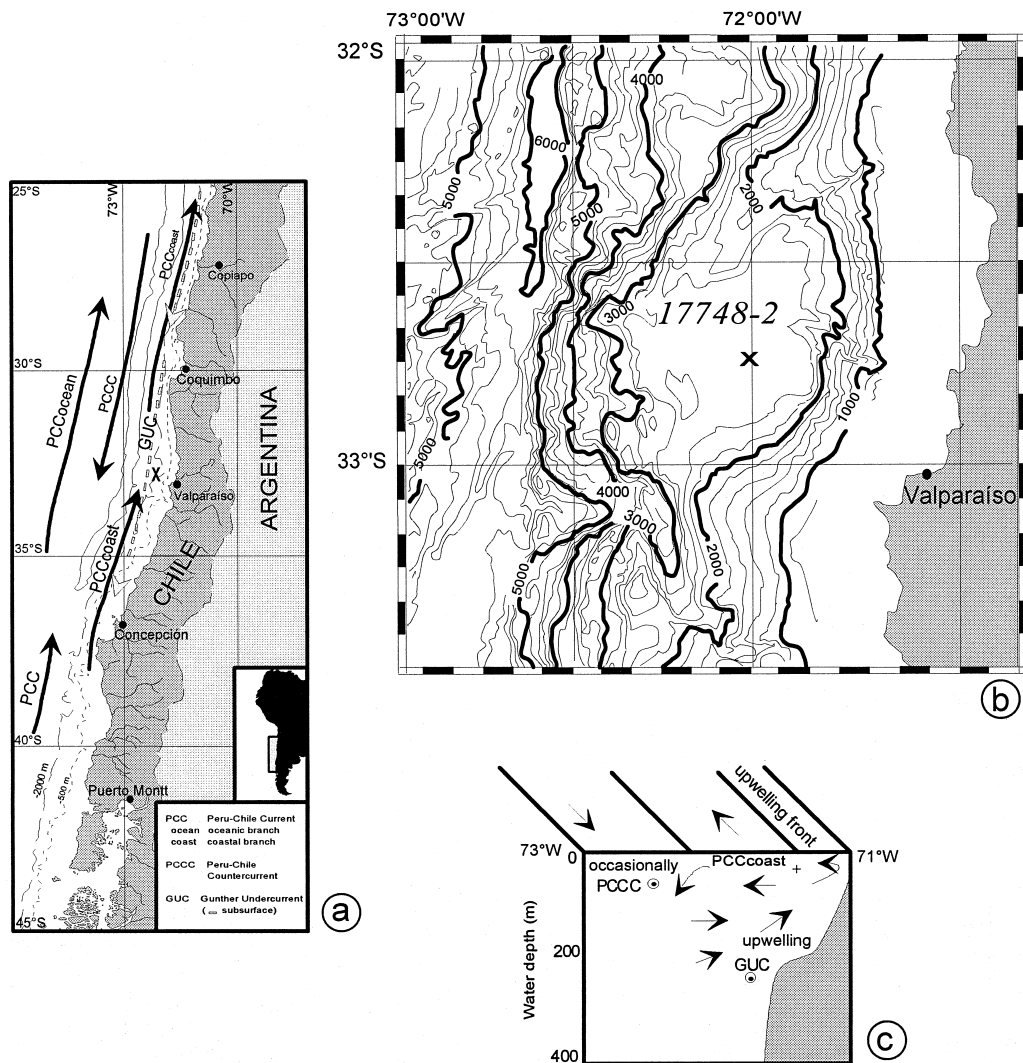 25°S
73°W
70°W
PCCcoast
Copiapo
PCCocean
PCCC
30°S
Coquimbo
GUC
ARGENTINA
X
Valparaíso
35°S
PCCcoast
CHILE
Concepción
PCC
40°S
-2000 m
-500 m
Puerto Montt
45°S
PCC Peru-Chile Current
ocean oceanic branch
coast coastal branch
PCCC Peru-Chile
Countercurrent
GUC Gunther Undercurrent
( subsurface)
a
73°00'W
72°00'W
32°S
4000
6000
5000
5000
2000
3000
17748-2
x
1000
5000
33°S
4000
Valparaíso
3000
2000
5000
b
upwelling front
73°W
0
71°W
occasionally
PCCcoast
+
PCCC
Water depth (m)
200
upwelling
GUC
400
c